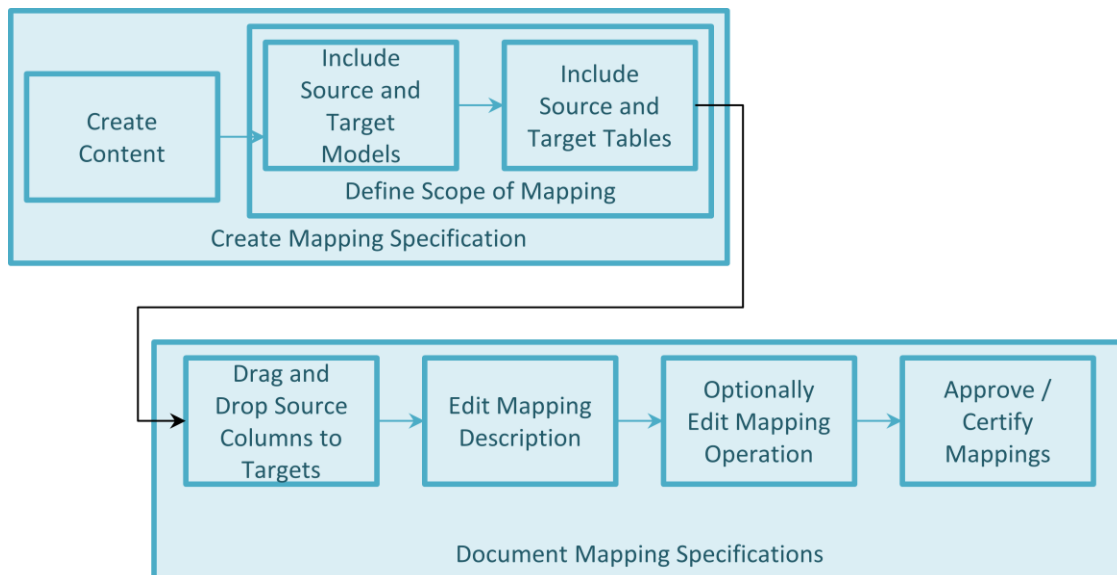 Create
Content
Include
Source and
Target
Models
Include
Source and
Target Tables
Define Scope of Mapping
Create Mapping Specification
Drag and
Drop Source
Columns to
Targets
Edit Mapping
Description
Optionally
Edit Mapping
Operation
Approve /
Certify
Mappings
Document Mapping Specifications